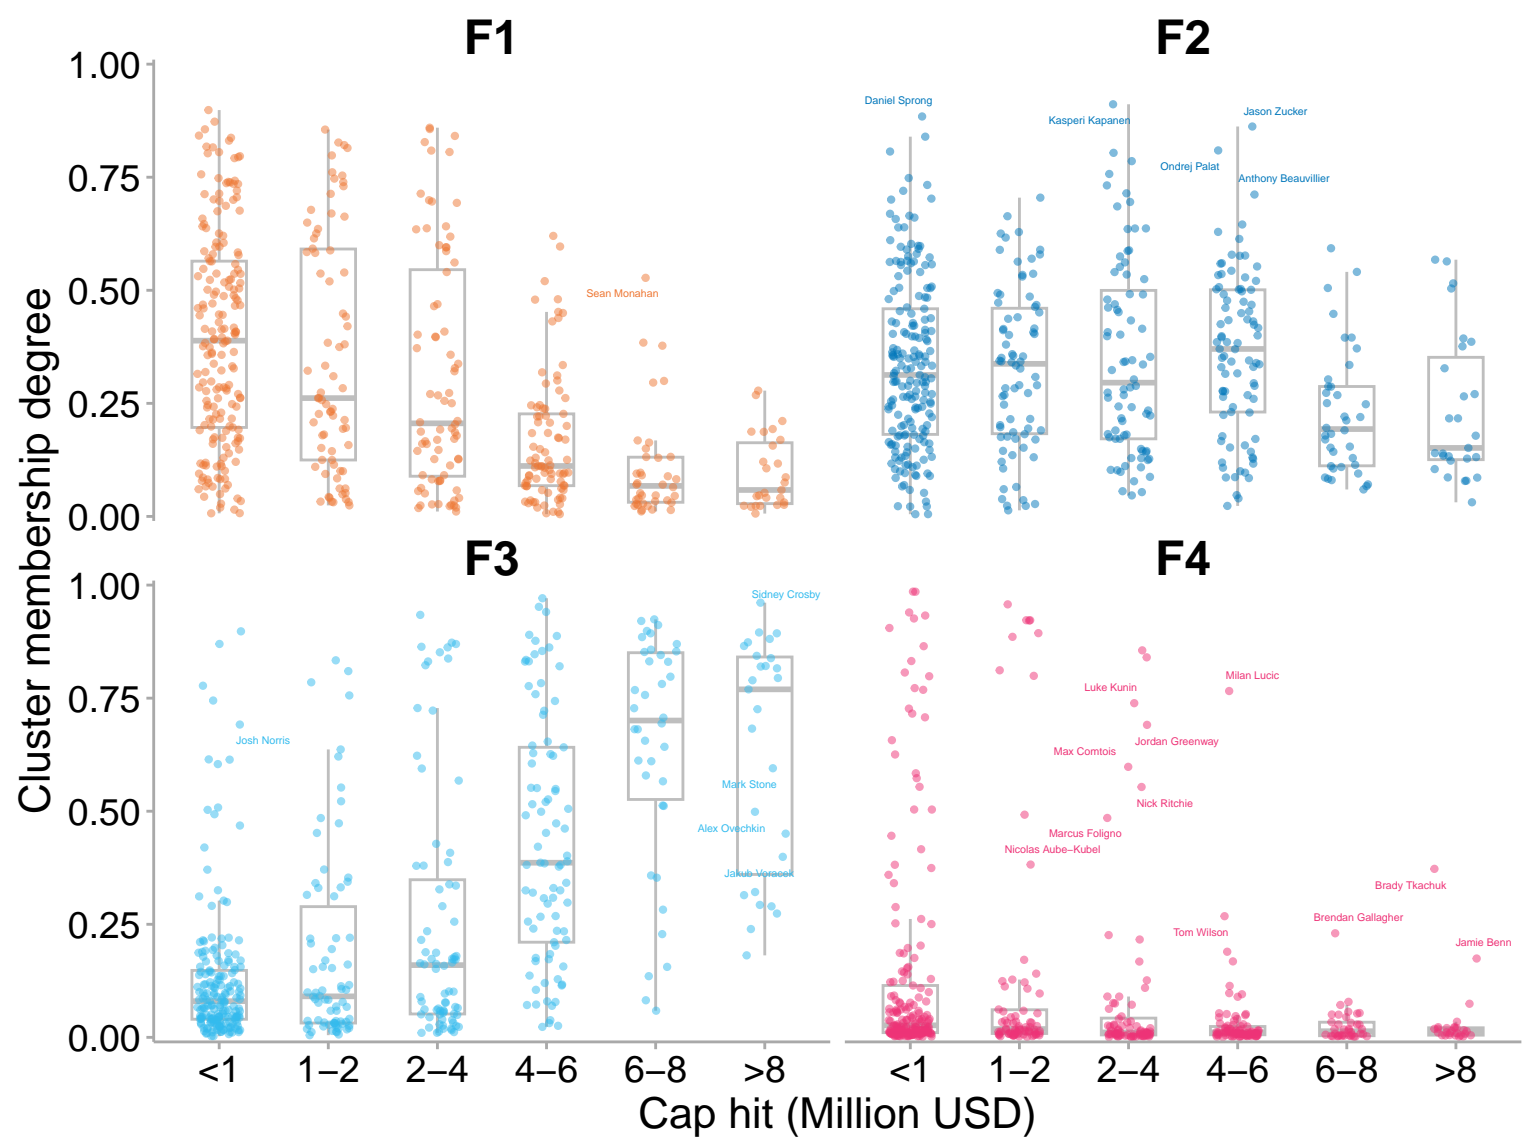 F1
F2
1.00
0.75
0.50
0.25
0.00
Daniel Sprong
Kasperi Kapanen
Jason Zucker
Ondrej Palat
Anthony Beauvillier
Sean Monahan
Cluster membership degree
F3
F4
1.00
0.75
0.50
0.25
0.00
Sidney Crosby
Josh Norris
Mark Stone
Alex Ovechkin
Jakub Voracek
Luke Kunin
Milan Lucic
Jordan Greenway
Max Comtois
Nick Ritchie
Marcus Foligno
Nicolas Aube−Kubel
Brady Tkachuk
Brendan Gallagher
Tom Wilson
Jamie Benn
<1 1−2 2−4 4−6 6−8 >8
<1 1−2 2−4 4−6 6−8 >8
Cap hit (Million USD)